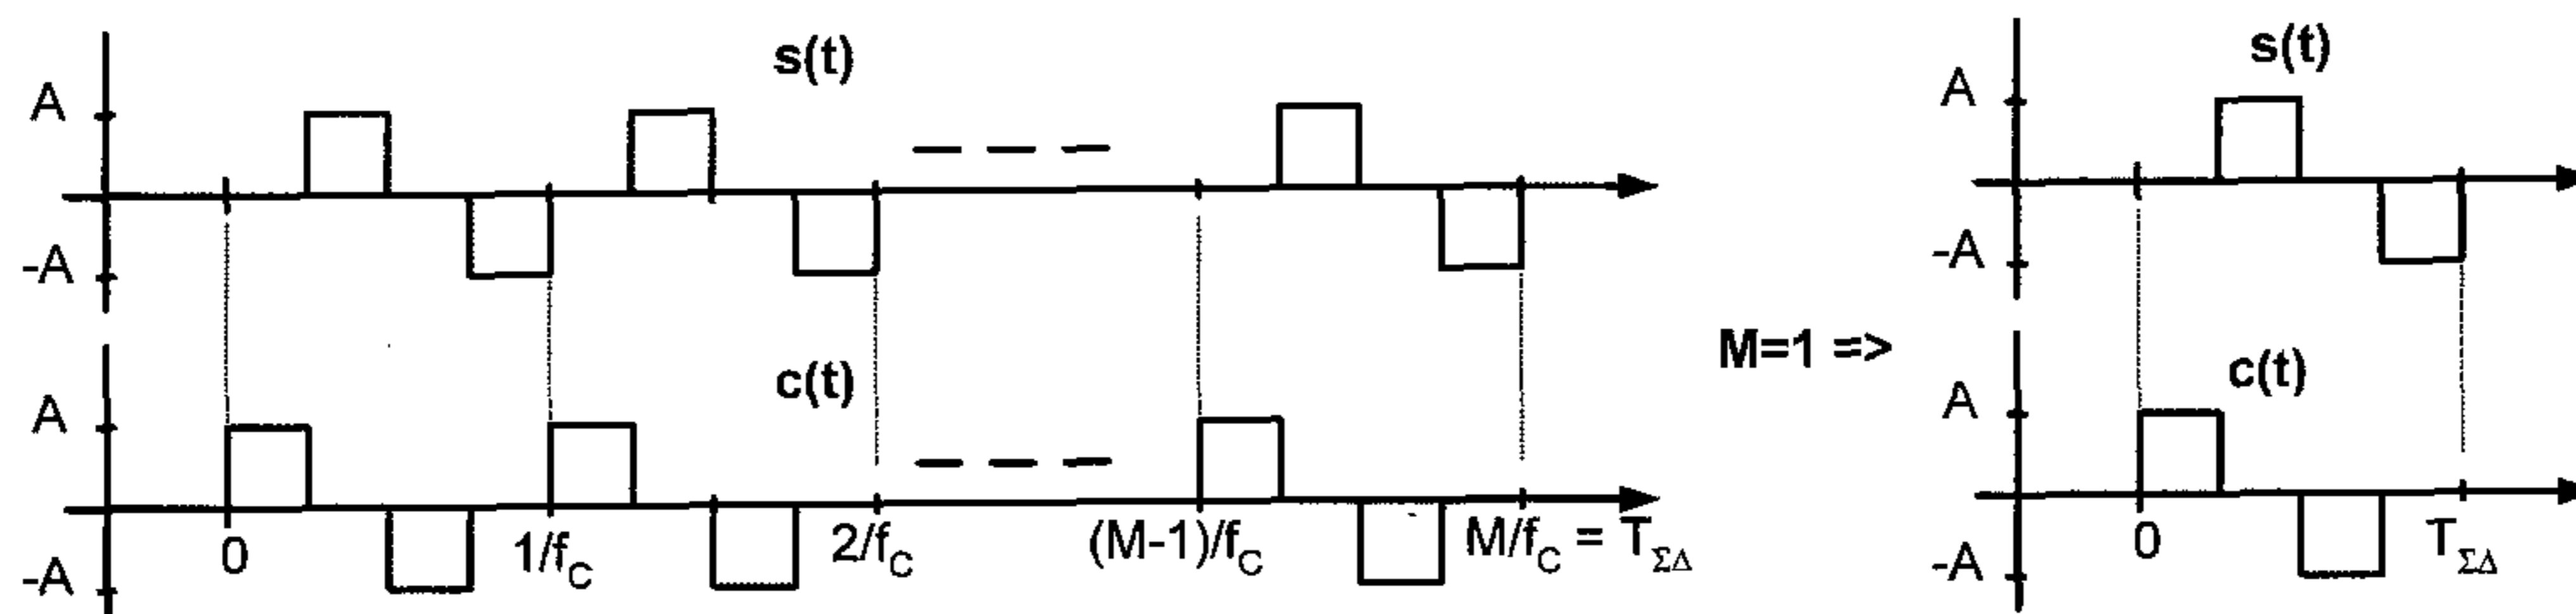 s(t)
A
-A
c(t)
A
-A
0
1/f_C
2/f_C
(M-1)/f_C
M/f_C = T_ΣΔ
M=1 =>
s(t)
A
-A
c(t)
A
-A
0
T_ΣΔ